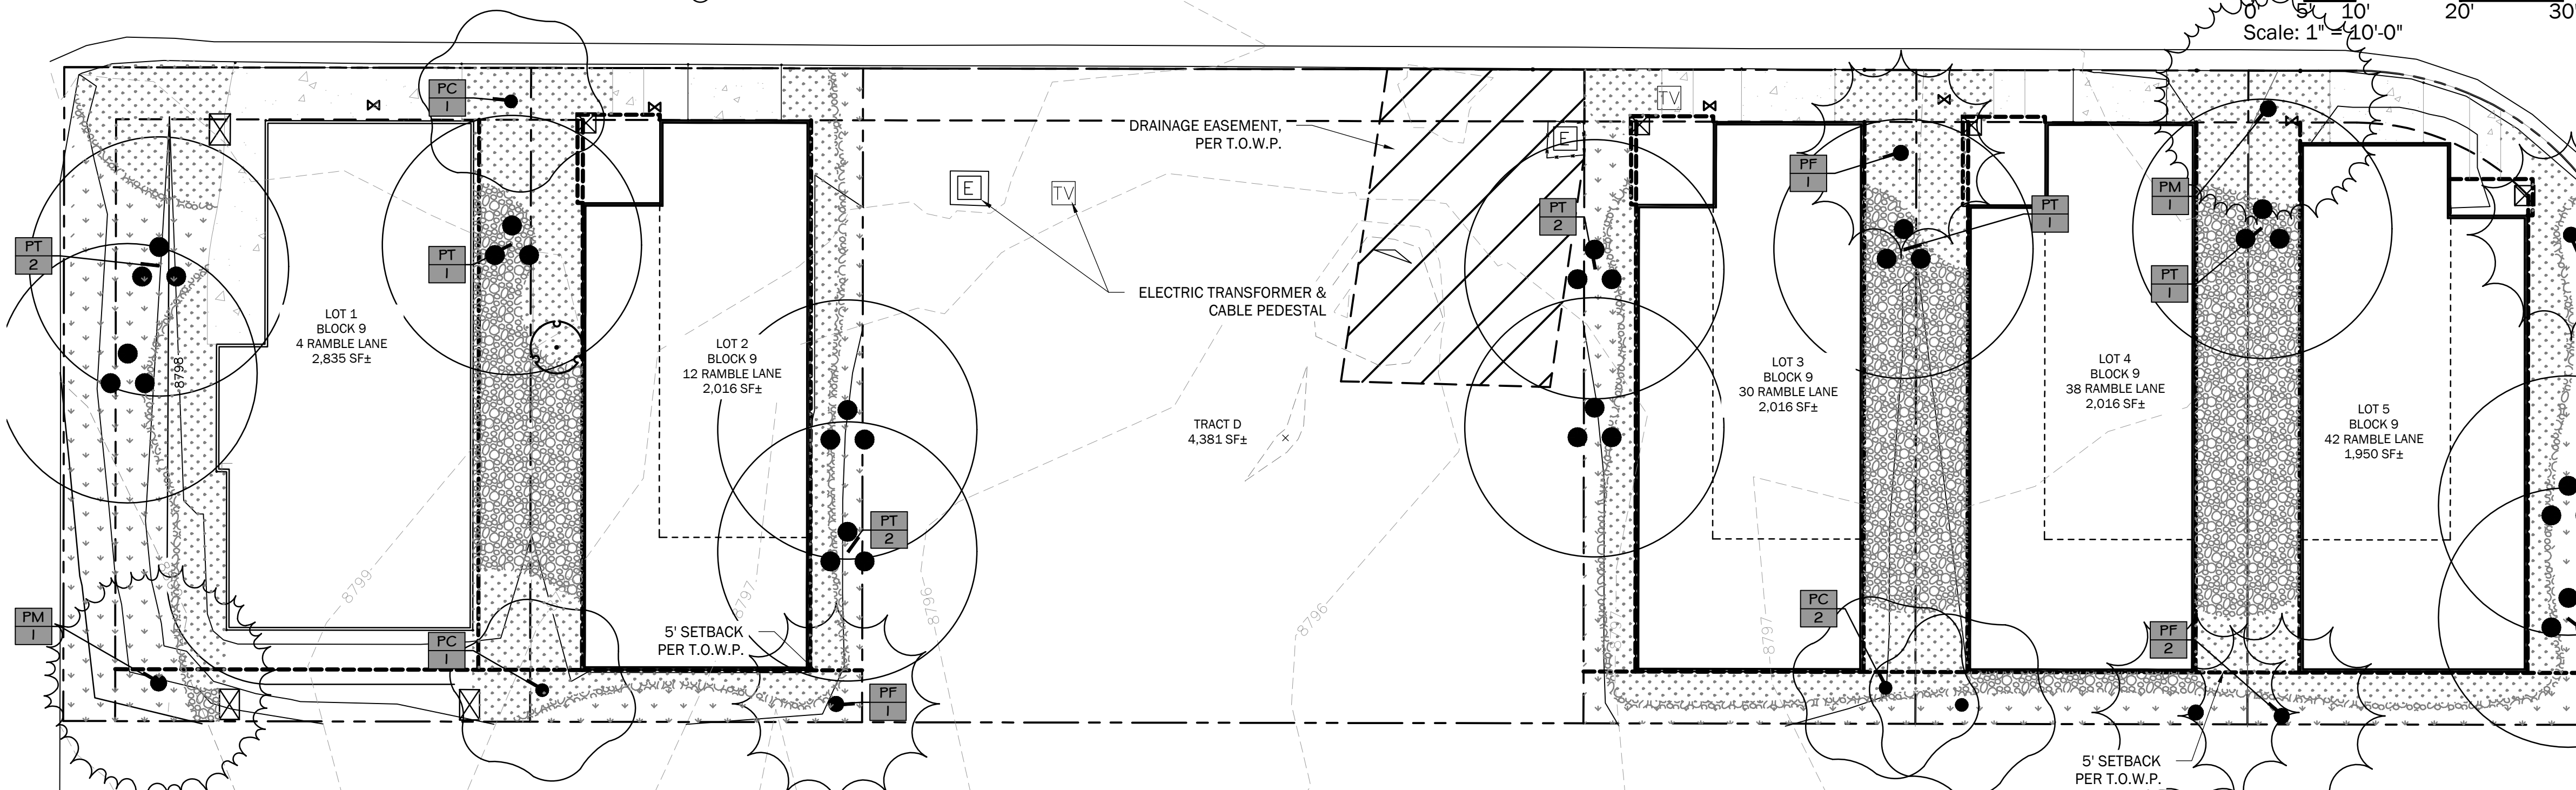 0' 5' 10' 20' 30'
Scale: 1" = 10'-0"
PC
1
TV
DRAINAGE EASEMENT,
PER T.O.W.P.
E
E
TV
PF
1
PM
1
PT
2
PT
1
PT
2
PT
1
PT
1
ELECTRIC TRANSFORMER &
CABLE PEDESTAL
LOT 1
BLOCK 9
4 RAMBLE LANE
2,835 SF±
LOT 2
BLOCK 9
12 RAMBLE LANE
2,016 SF±
LOT 3
BLOCK 9
30 RAMBLE LANE
2,016 SF±
LOT 4
BLOCK 9
38 RAMBLE LANE
2,016 SF±
LOT 5
BLOCK 9
42 RAMBLE LANE
1,950 SF±
8798
TRACT D
4,381 SF±
PT
2
8799
8797
8796
8796
8797
PM
1
PC
1
5' SETBACK
PER T.O.W.P.
PC
2
PF
2
PF
1
5' SETBACK
PER T.O.W.P.